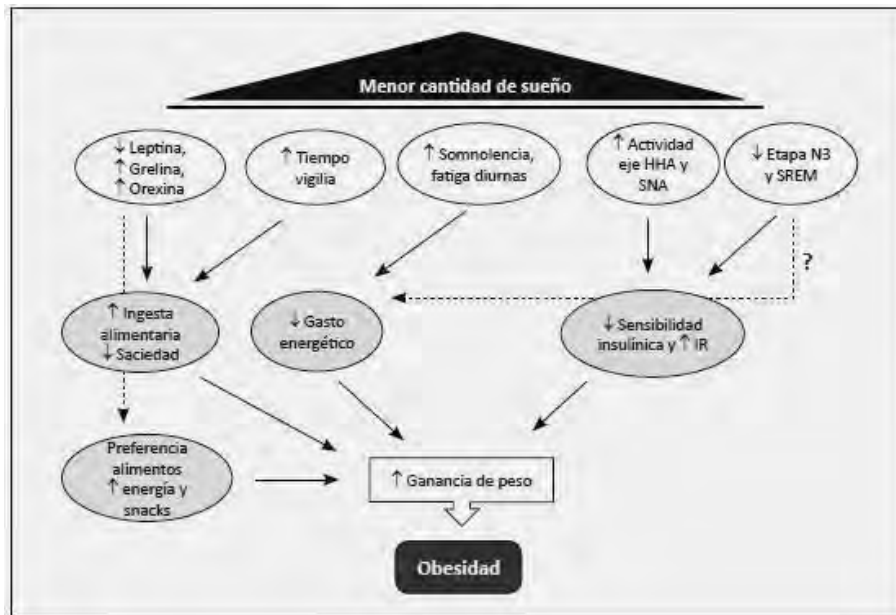 Menor cantidad de sueño
↓ Leptina,
↑ Grelina,
↑ Orexina
↑ Tiempo
vigilia
↑ Somnolencia,
fatiga diurnas
↑ Actividad
eje HHA y
SNA
↓ Etapa N3
y SREM
?
↑ Ingesta
alimentaria
↓ Saciedad
↓ Gasto
energético
↓ Sensibilidad
insulínica y ↑ IR
Preferencia
alimentos
↑ energía y
snacks
↑ Ganancia de peso
Obesidad